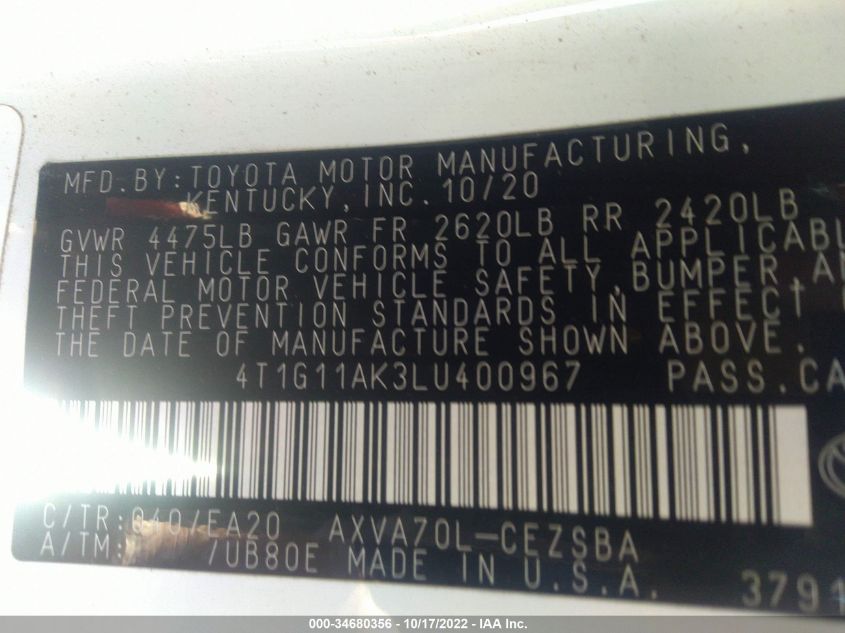 MFD.BY:TOYOTA MOTOR MANUFACTURING,
KENTUCKY,INC.10/20
GVWR 4475LB GAWR FR 2620LB RR 2420LB
THIS VEHICLE CONFORMS TO ALL APPLICABL
FEDERAL MOTOR VEHICLE SAFETY,BUMPER,AN
THEFT PREVENTION STANDARDS IN EFFECT
THE DATE OF MANUFACTURE SHOWN ABOVE.
4T1G11AK3LU400967 PASS.CA
C/TR:040/EA20 AXVA70L-CEZSBA
A/TM: /UB80E MADE IN U.S.A. 3791
000-34680356 - 10/17/2022 - IAA Inc.